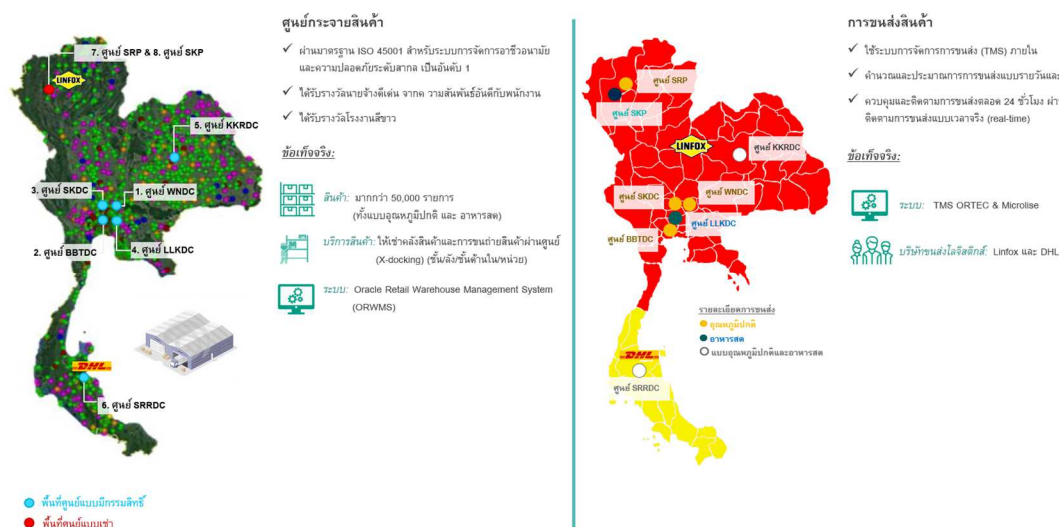 ศูนย์กระจายสินค้า
✓ ผ่านมาตรฐาน ISO 45001 สำหรับระบบการจัดการอาชีวอนามัย
และความปลอดภัยระดับสากล เป็นอันดับ 1
✓ ได้รับรางวัลนายจ้างดีเด่น จากความสัมพันธ์อันดีกับพนักงาน
✓ ได้รับรางวัลโรงงานสีขาว
ข้อเท็จจริง:
สินค้า: มากกว่า 50,000 รายการ
(ทั้งแบบอุณหภูมิปกติ และ อาหารสด)
บริการสินค้า: ให้เช่าคลังสินค้าและการขนถ่ายสินค้าผ่านศูนย์
(X-docking) (ชั้น/ลัง/ชั้นด้านใน/หน่วย)
ระบบ: Oracle Retail Warehouse Management System
(ORWMS)
7. ศูนย์ SRP & 8. ศูนย์ SKP
LINFOX
5. ศูนย์ KKRDC
3. ศูนย์ SKDC
1. ศูนย์ WNDC
2. ศูนย์ BBTDC
4. ศูนย์ LLKDC
DHL
6. ศูนย์ SRRDC
พื้นที่ศูนย์แบบมีกรรมสิทธิ์
พื้นที่ศูนย์แบบเช่า
การขนส่งสินค้า
✓ ใช้ระบบการจัดการการขนส่ง (TMS) ภายใน
✓ คำนวณและประมาณการการขนส่งแบบรายวันและ
✓ ควบคุมและติดตามการขนส่งตลอด 24 ชั่วโมง ผ่า
ติดตามการขนส่งแบบเวลาจริง (real-time)
ข้อเท็จจริง:
ระบบ: TMS ORTEC & Microlise
บริษัทขนส่งโลจิสติกส์: Linfox และ DHL
ศูนย์ SRP
ศูนย์ SKP
LINFOX
ศูนย์ KKRDC
ศูนย์ SKDC
ศูนย์ WNDC
ศูนย์ LLKDC
ศูนย์ BBTDC
รายละเอียดการขนส่ง
อุณหภูมิปกติ
อาหารสด
แบบอุณหภูมิปกติและอาหารสด
DHL
ศูนย์ SRRDC